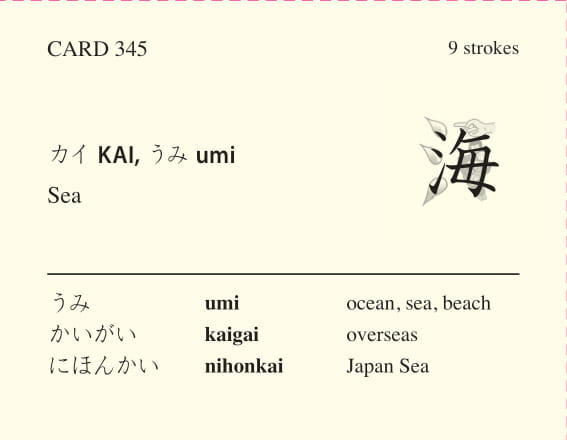 CARD 345
9 strokes
カイ KAI, うみ umi
Sea
海
うみ umi ocean, sea, beach
かいがい kaigai overseas
にほんかい nihonkai Japan Sea